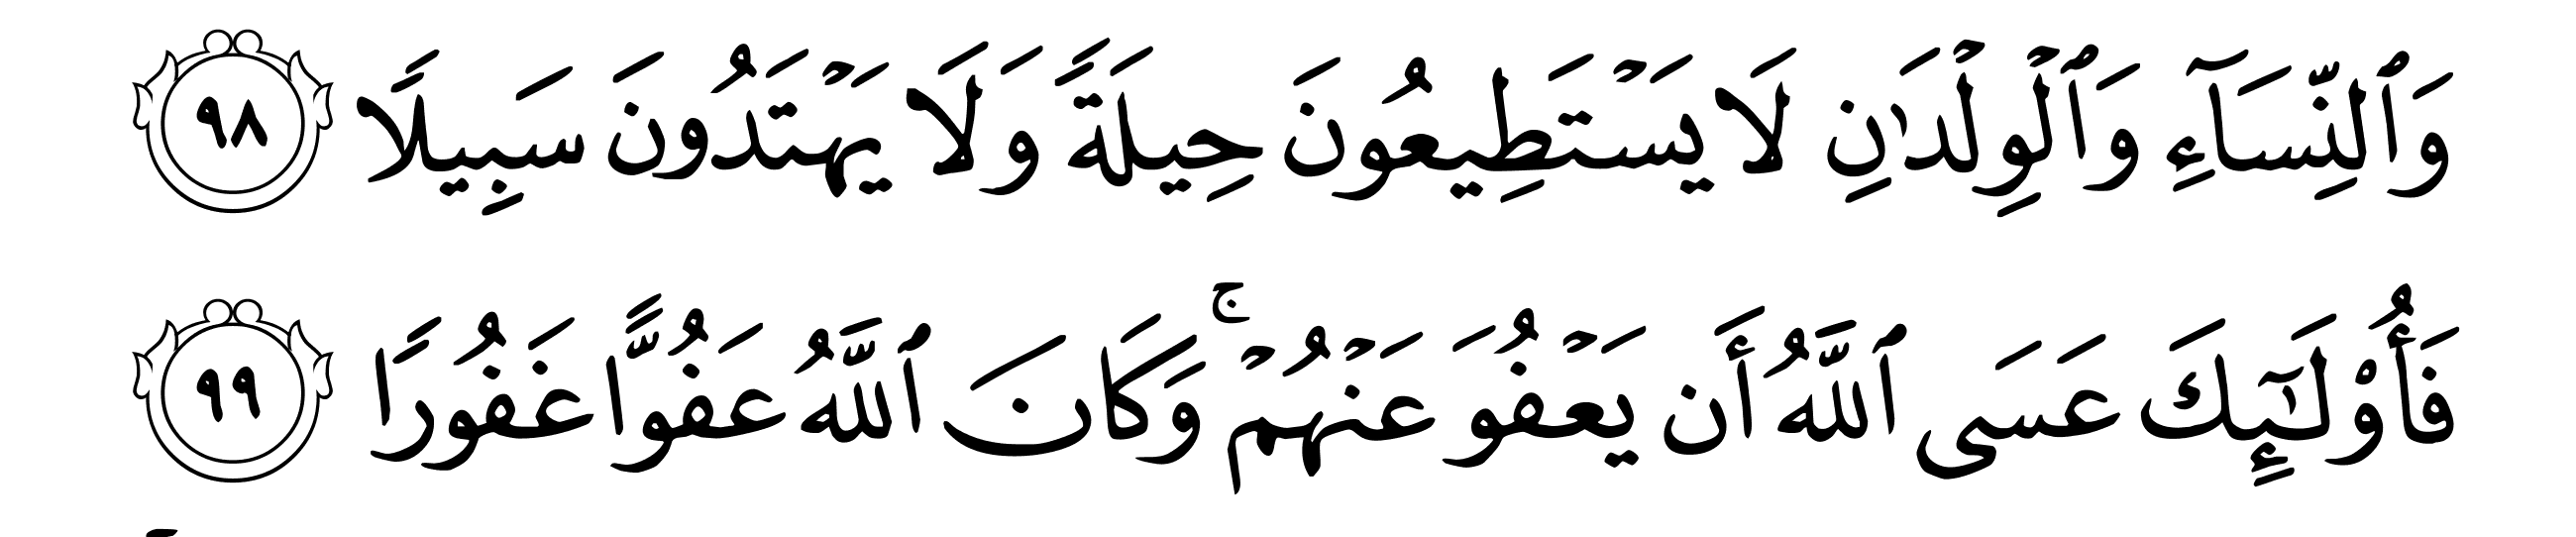 وَٱلنِّسَآءِ وَٱلْوِلْدَٰنِ لَا يَسْتَطِيعُونَ حِيلَةً وَلَا يَهْتَدُونَ سَبِيلًا ٩٨
فَأُو۟لَـٰٓئِكَ عَسَى ٱللَّهُ أَن يَعْفُوَ عَنْهُمْ ۚ وَكَانَ ٱللَّهُ عَفُوًّا غَفُورًا ٩٩